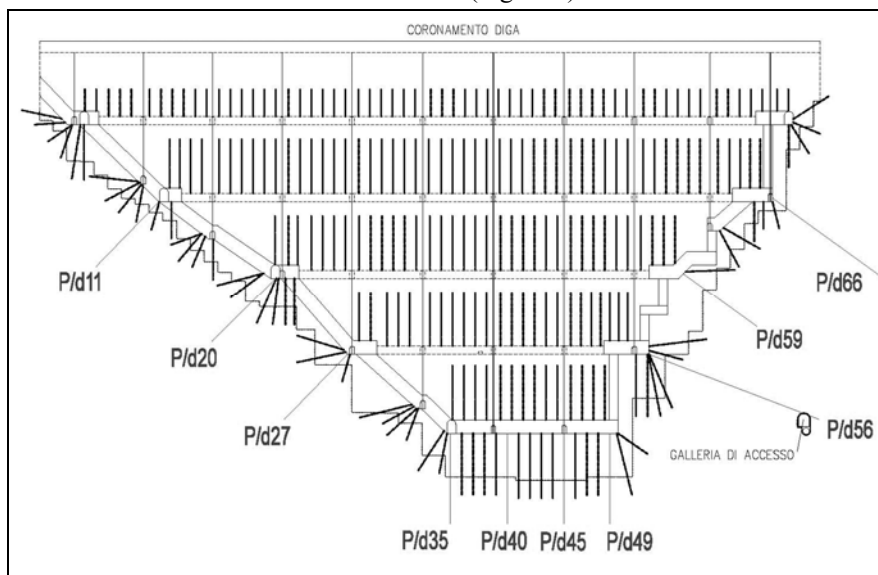 CORONAMENTO DIGA
P/d11
P/d66
P/d20
P/d59
P/d27
P/d56
GALLERIA DI ACCESSO
P/d35
P/d40
P/d45
P/d49